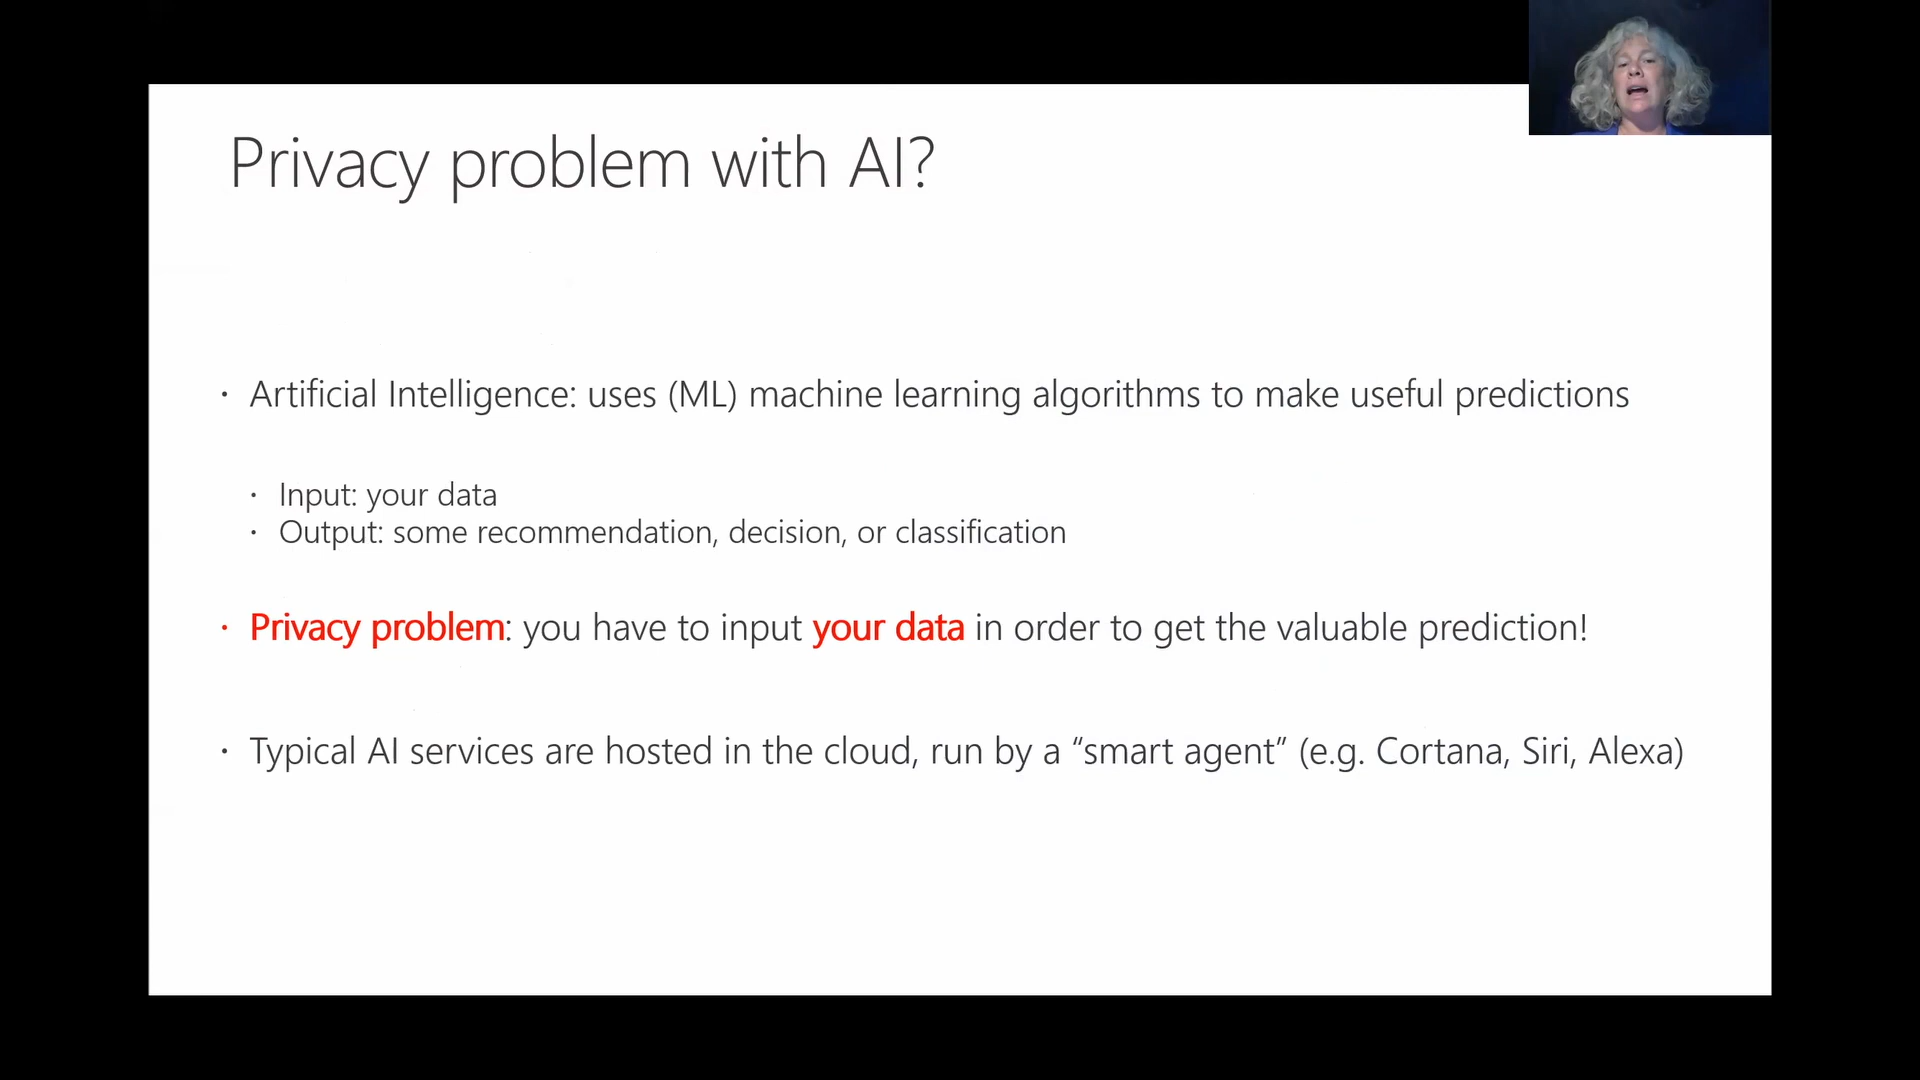 Privacy problem with AI?
· Artificial Intelligence: uses (ML) machine learning algorithms to make useful predictions
· Input: your data
· Output: some recommendation, decision, or classification
· Privacy problem: you have to input your data in order to get the valuable prediction!
· Typical AI services are hosted in the cloud, run by a “smart agent” (e.g. Cortana, Siri, Alexa)